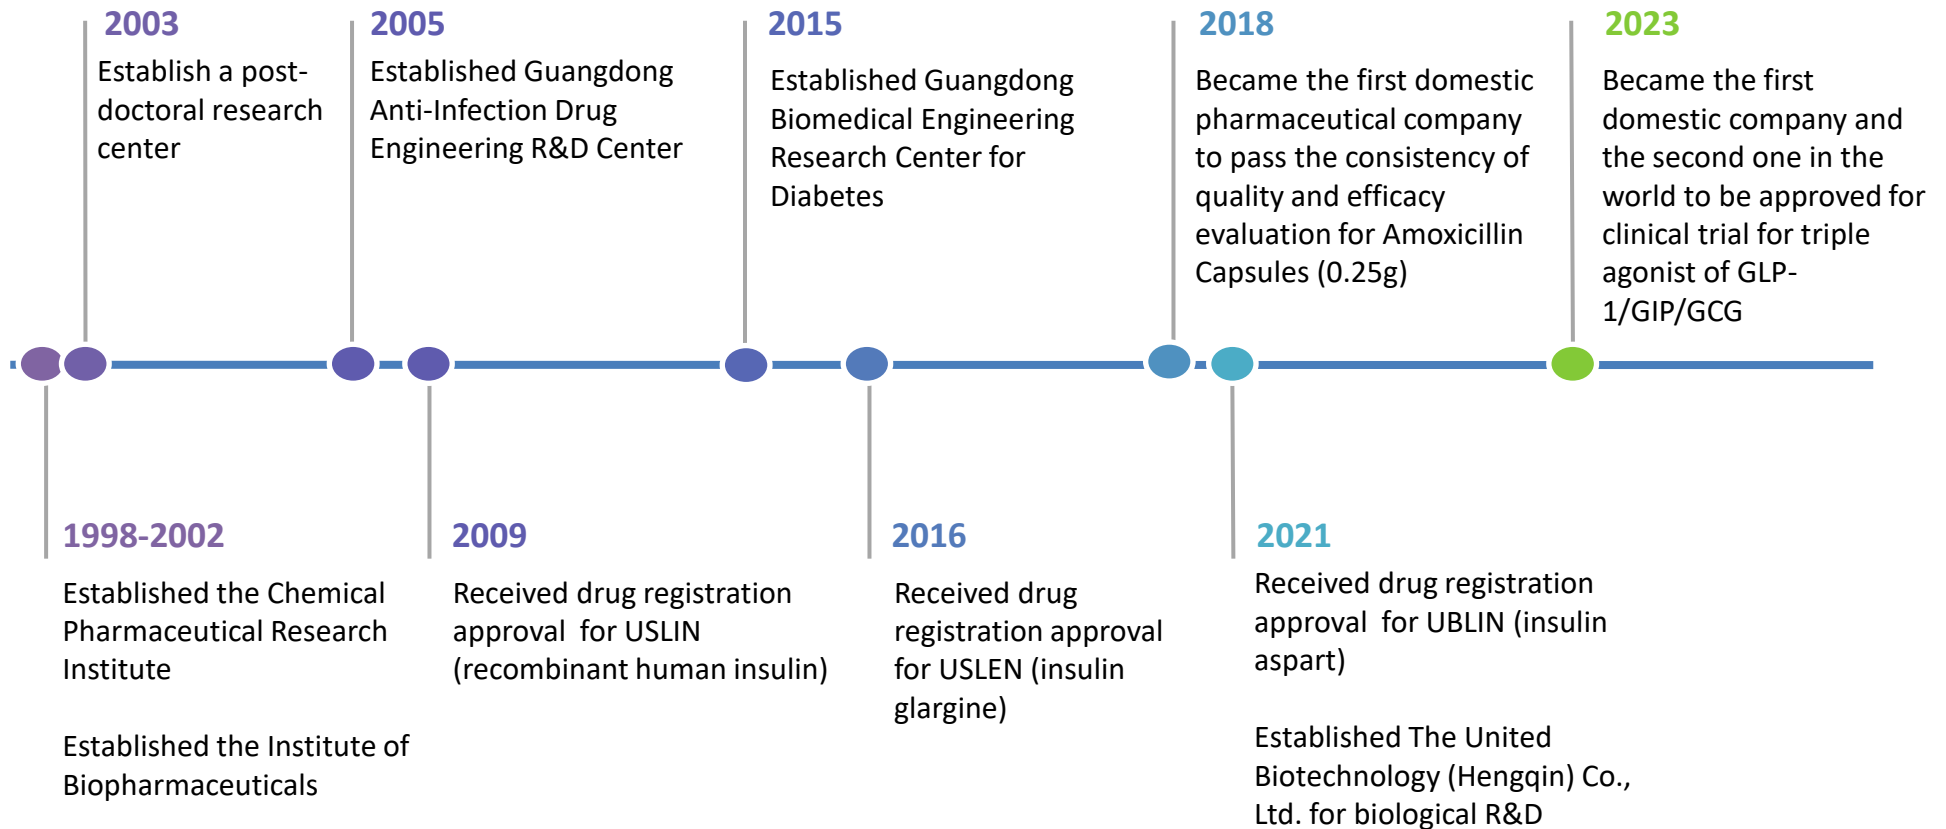 2003
Establish a post-
doctoral research
center
2005
Established Guangdong
Anti-Infection Drug
Engineering R&D Center
2015
Established Guangdong
Biomedical Engineering
Research Center for
Diabetes
2018
Became the first domestic
pharmaceutical company
to pass the consistency of
quality and efficacy
evaluation for Amoxicillin
Capsules (0.25g)
2023
Became the first
domestic company and
the second one in the
world to be approved for
clinical trial for triple
agonist of GLP-
1/GIP/GCG
1998-2002
Established the Chemical
Pharmaceutical Research
Institute
Established the Institute of
Biopharmaceuticals
2009
Received drug registration
approval  for USLIN
(recombinant human insulin)
2016
Received drug
registration approval
for USLEN (insulin
glargine)
2021
Received drug registration
approval  for UBLIN (insulin
aspart)
Established The United
Biotechnology (Hengqin) Co.,
Ltd. for biological R&D